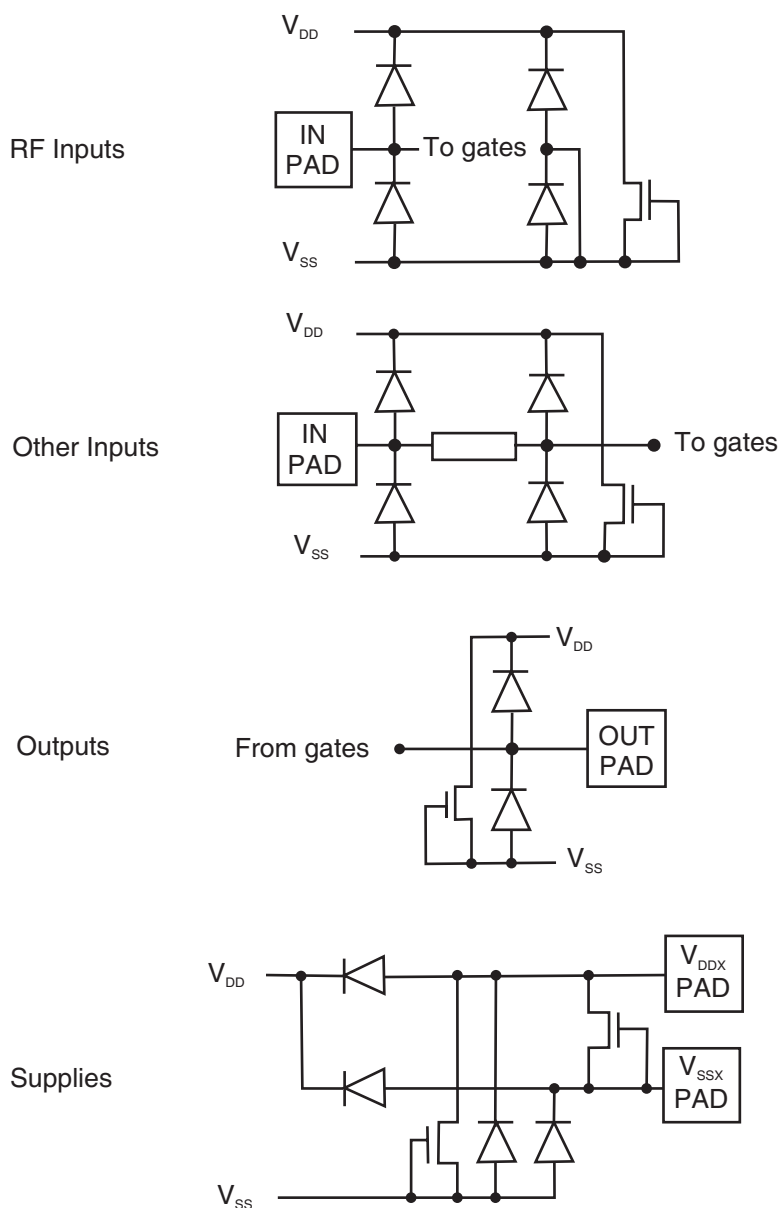 V_DD
RF Inputs
IN
PAD
To gates
V_SS
V_DD
Other Inputs
IN
PAD
To gates
V_SS
V_DD
Outputs
From gates
OUT
PAD
V_SS
V_DD
V_DDX
PAD
Supplies
V_SSX
PAD
V_SS